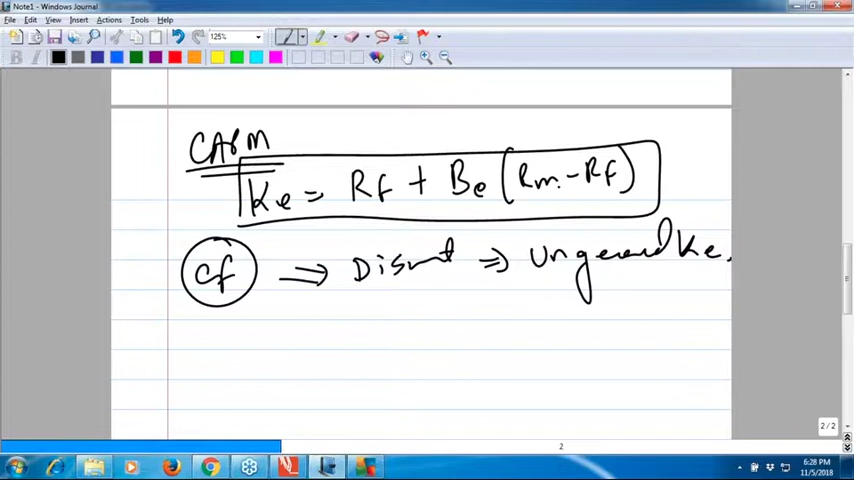 Note1 - Windows Journal
File Edit View Insert Actions Tools Help
125%
B I
CAPM
Ke = Rf + Be (Rm - Rf)
Cf ⇒ Disount ⇒ Ungeared Ke.
2 / 2
2
6:28 PM
11/5/2018